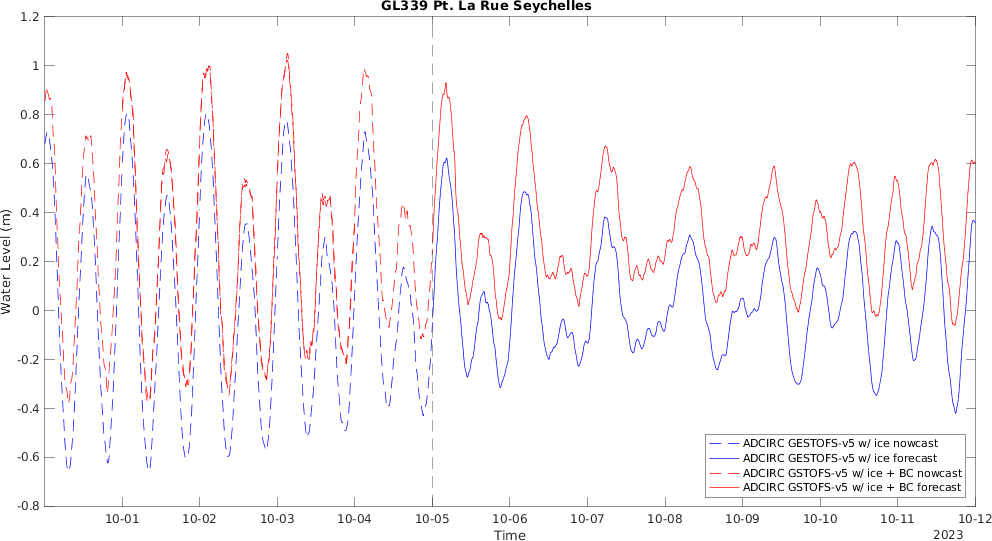 GL339 Pt. La Rue Seychelles
1.2
1
0.8
0.6
0.4
0.2
0
-0.2
-0.4
-0.6
-0.8
Water Level (m)
ADCIRC GESTOFS-v5 w/ ice nowcast
ADCIRC GESTOFS-v5 w/ ice forecast
ADCIRC GSTOFS-v5 w/ ice + BC nowcast
ADCIRC GSTOFS-v5 w/ ice + BC forecast
10-01 10-02 10-03 10-04 10-05 10-06 10-07 10-08 10-09 10-10 10-11 10-12
Time
2023